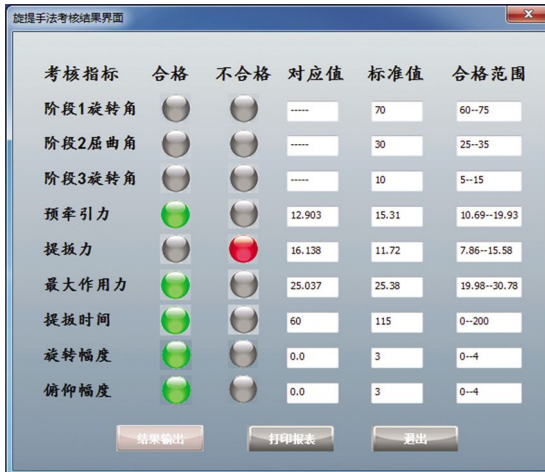 旋提手法考核结果界面
考核指标 合格 不合格 对应值 标准值 合格范围
阶段1旋转角 ----- 70 60--75
阶段2屈曲角 ----- 30 25--35
阶段3旋转角 ----- 10 5--15
预牵引力 12.903 15.31 10.69--19.93
提扳力 16.138 11.72 7.86--15.58
最大作用力 25.037 25.38 19.98--30.78
提扳时间 60 115 0--200
旋转幅度 0.0 3 0--4
俯仰幅度 0.0 3 0--4
结果输出 打印报表 退出